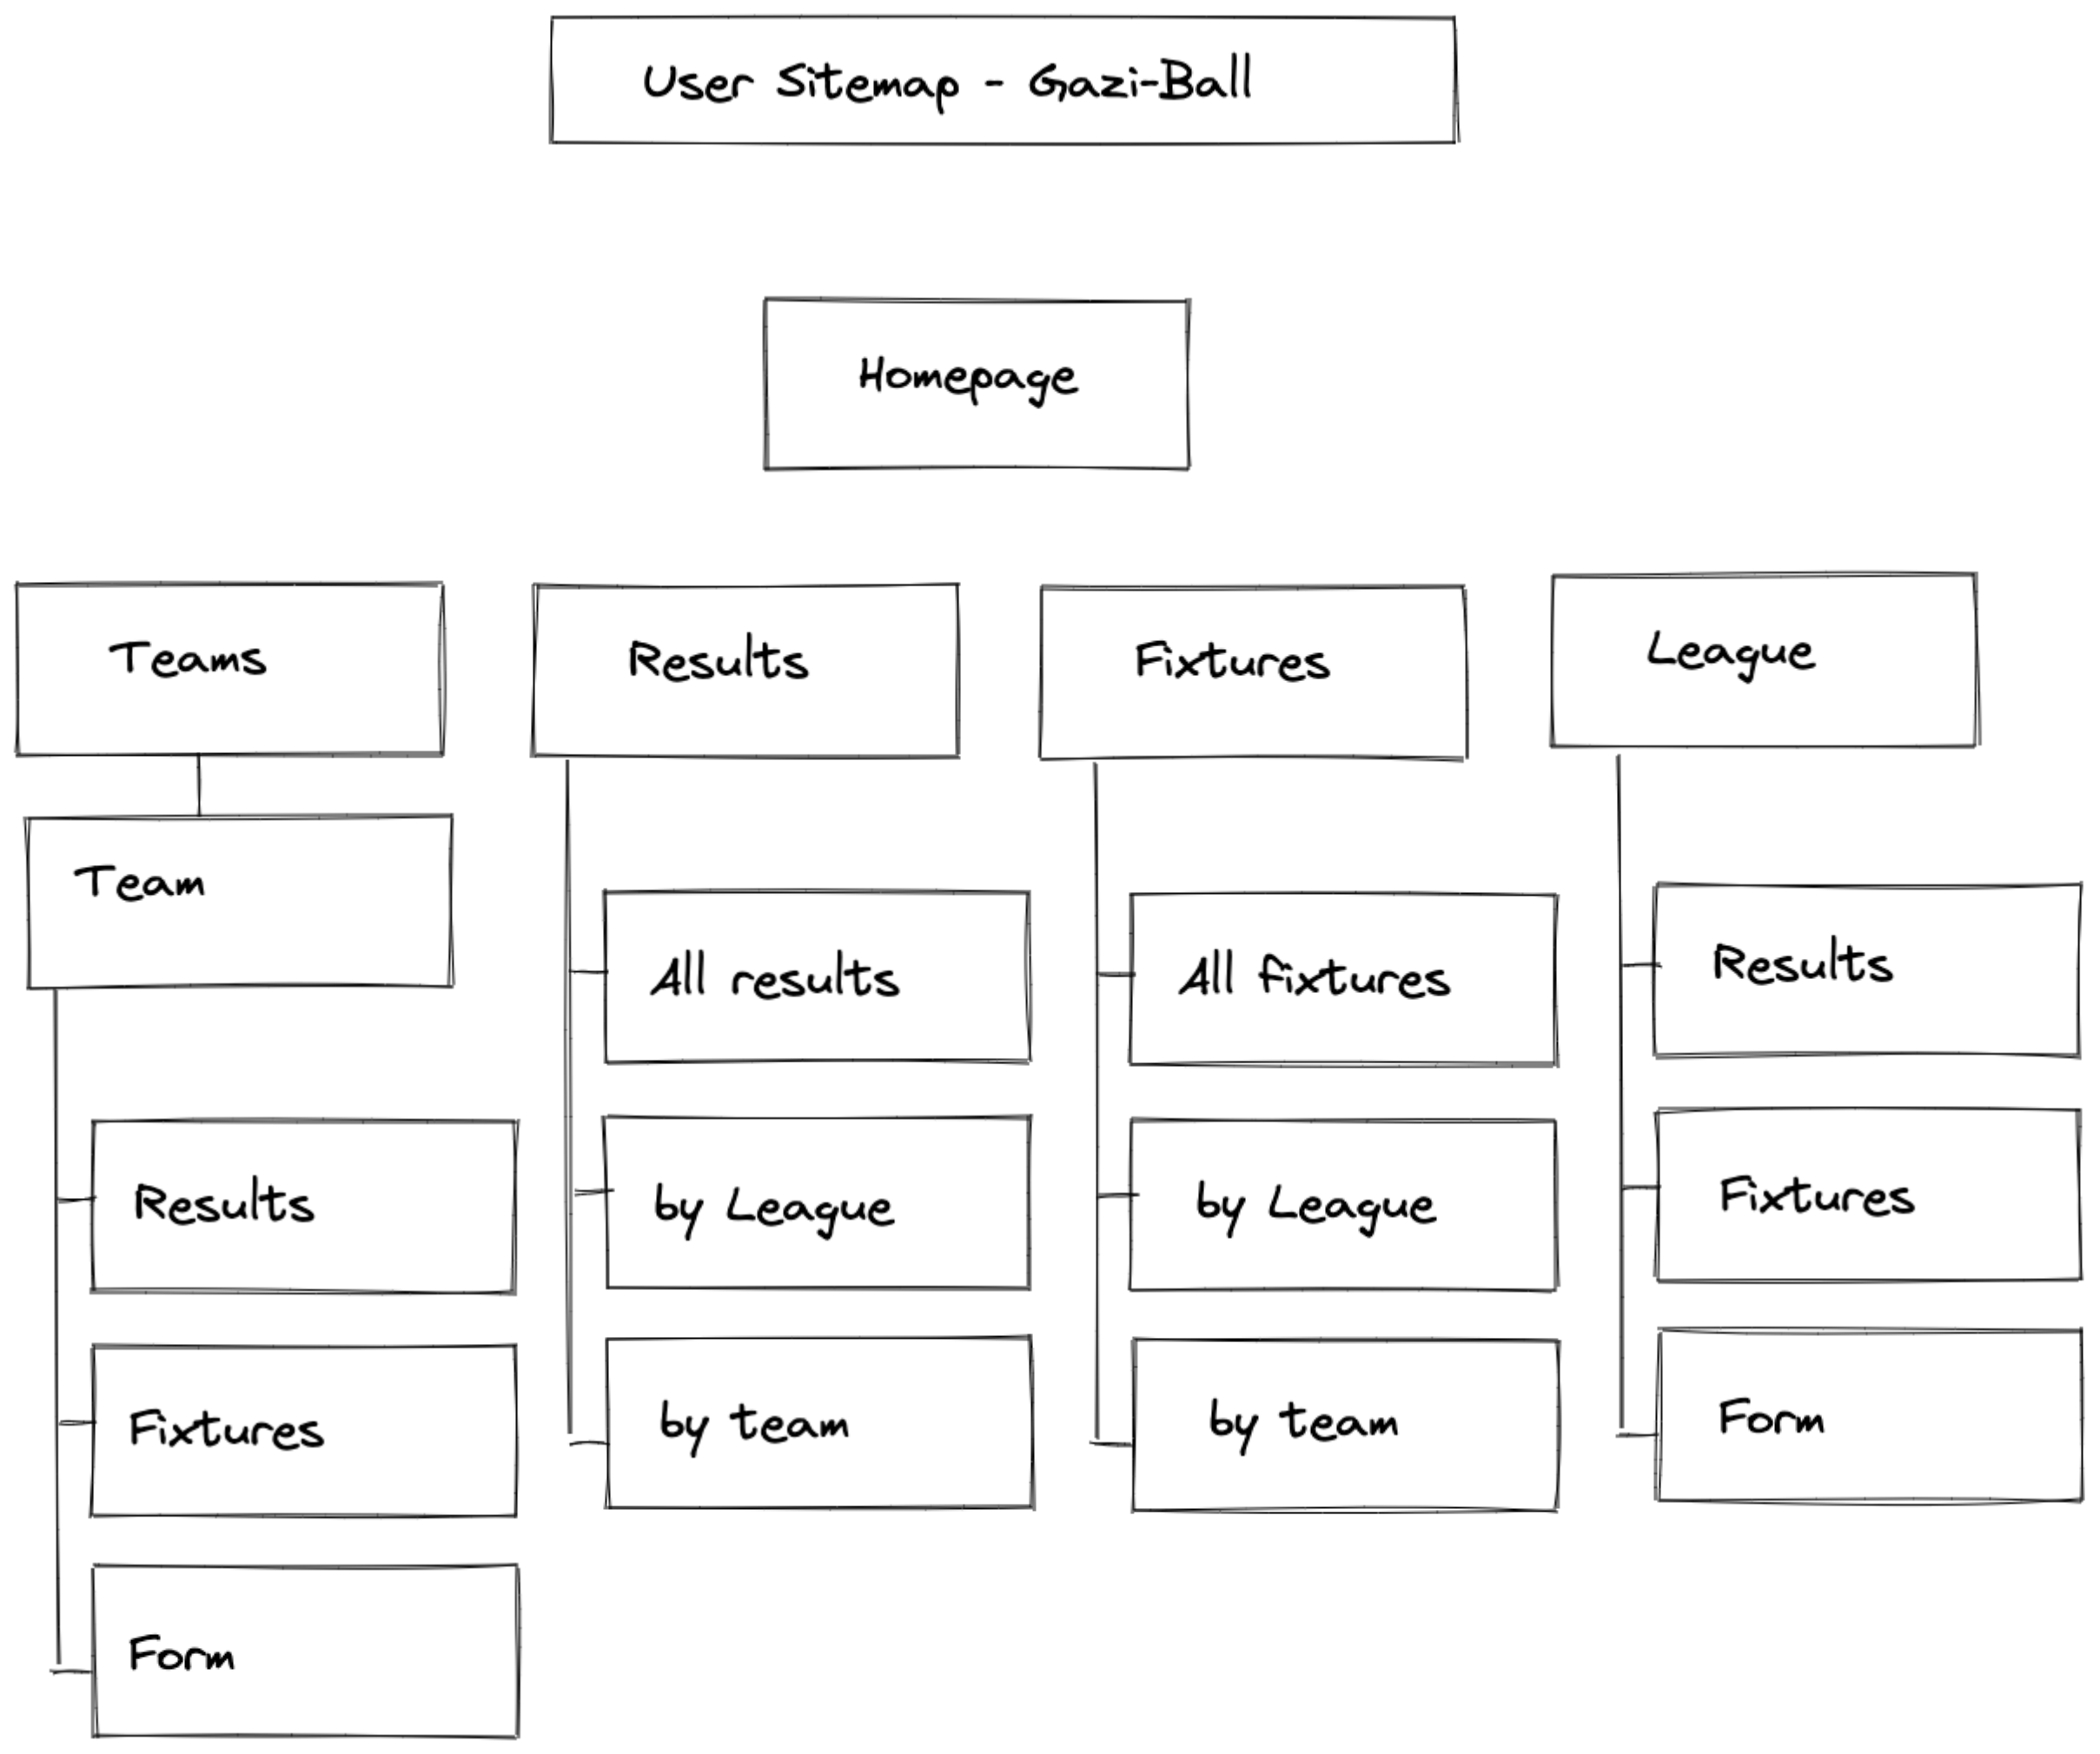 User Sitemap - Gazi-Ball
Homepage
Teams
Results
Fixtures
League
Team
All results
All fixtures
Results
Results
by League
by League
Fixtures
Fixtures
by team
by team
Form
Form